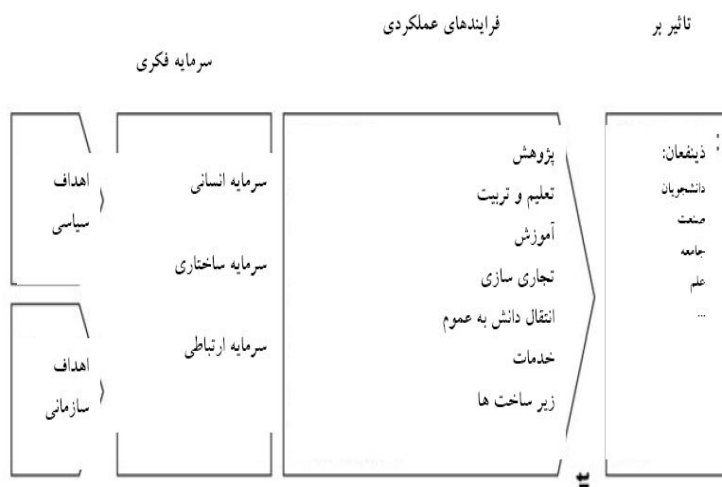 تاثیر بر
فرایندهای عملکردی
سرمایه فکری
اهداف
سیاسی
اهداف
سازمانی
سرمایه انسانی
سرمایه ساختاری
سرمایه ارتباطی
پژوهش
تعلیم و تربیت
آموزش
تجاری سازی
انتقال دانش به عموم
خدمات
زیر ساخت ها
ذینفعان:
دانشجویان
صنعت
جامعه
علم
...